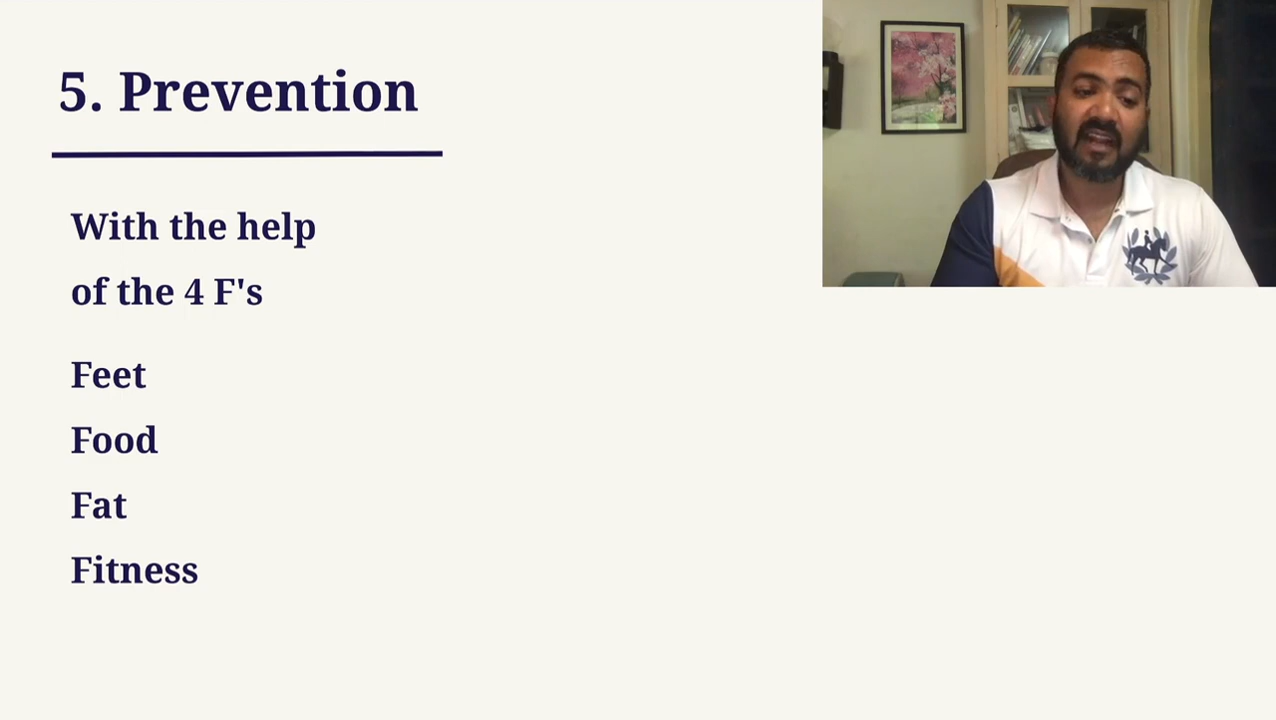 5. Prevention
With the help
of the 4 F's
Feet
Food
Fat
Fitness